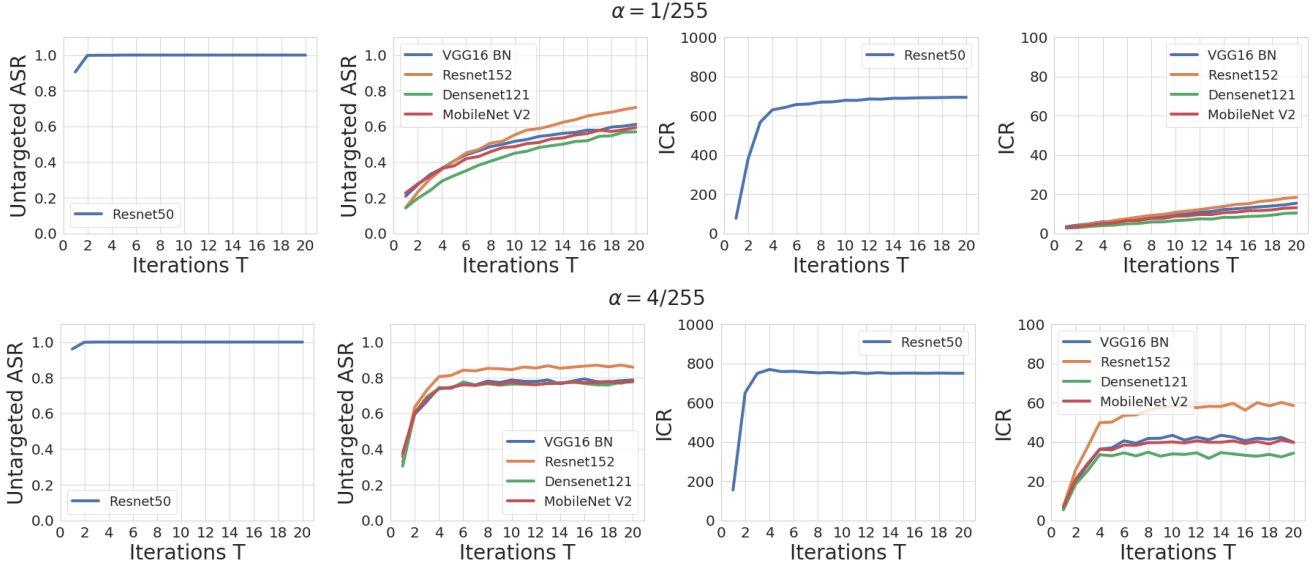 α = 1/255
Untargeted ASR
1.0
0.8
0.6
0.4
0.2
0.0
Resnet50
0 2 4 6 8 10 12 14 16 18 20
Iterations T
Untargeted ASR
1.0
0.8
0.6
0.4
0.2
0.0
VGG16 BN
Resnet152
Densenet121
MobileNet V2
0 2 4 6 8 10 12 14 16 18 20
Iterations T
ICR
1000
800
600
400
200
0
Resnet50
0 2 4 6 8 10 12 14 16 18 20
Iterations T
ICR
100
80
60
40
20
0
VGG16 BN
Resnet152
Densenet121
MobileNet V2
0 2 4 6 8 10 12 14 16 18 20
Iterations T
α = 4/255
Untargeted ASR
1.0
0.8
0.6
0.4
0.2
0.0
Resnet50
0 2 4 6 8 10 12 14 16 18 20
Iterations T
Untargeted ASR
1.0
0.8
0.6
0.4
0.2
0.0
VGG16 BN
Resnet152
Densenet121
MobileNet V2
0 2 4 6 8 10 12 14 16 18 20
Iterations T
ICR
1000
800
600
400
200
0
Resnet50
0 2 4 6 8 10 12 14 16 18 20
Iterations T
ICR
100
80
60
40
20
0
VGG16 BN
Resnet152
Densenet121
MobileNet V2
0 2 4 6 8 10 12 14 16 18 20
Iterations T